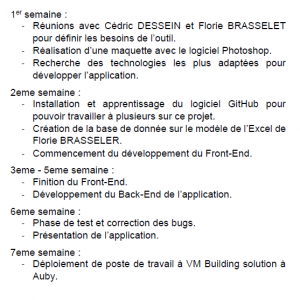 1er semaine :
- Réunions avec Cédric DESSEIN et Florie BRASSELET
pour définir les besoins de l'outil.
- Réalisation d'une maquette avec le logiciel Photoshop.
- Recherche des technologies les plus adaptées pour
développer l'application.
2eme semaine :
- Installation et apprentissage du logiciel GitHub pour
pouvoir travailler à plusieurs sur ce projet.
- Création de la base de donnée sur le modèle de l'Excel de
Florie BRASSELER.
- Commencement du développement du Front-End.
3eme - 5eme semaine :
- Finition du Front-End.
- Développement du Back-End de l'application.
6eme semaine :
- Phase de test et correction des bugs.
- Présentation de l'application.
7eme semaine :
- Déploiement de poste de travail à VM Building solution à
Auby.